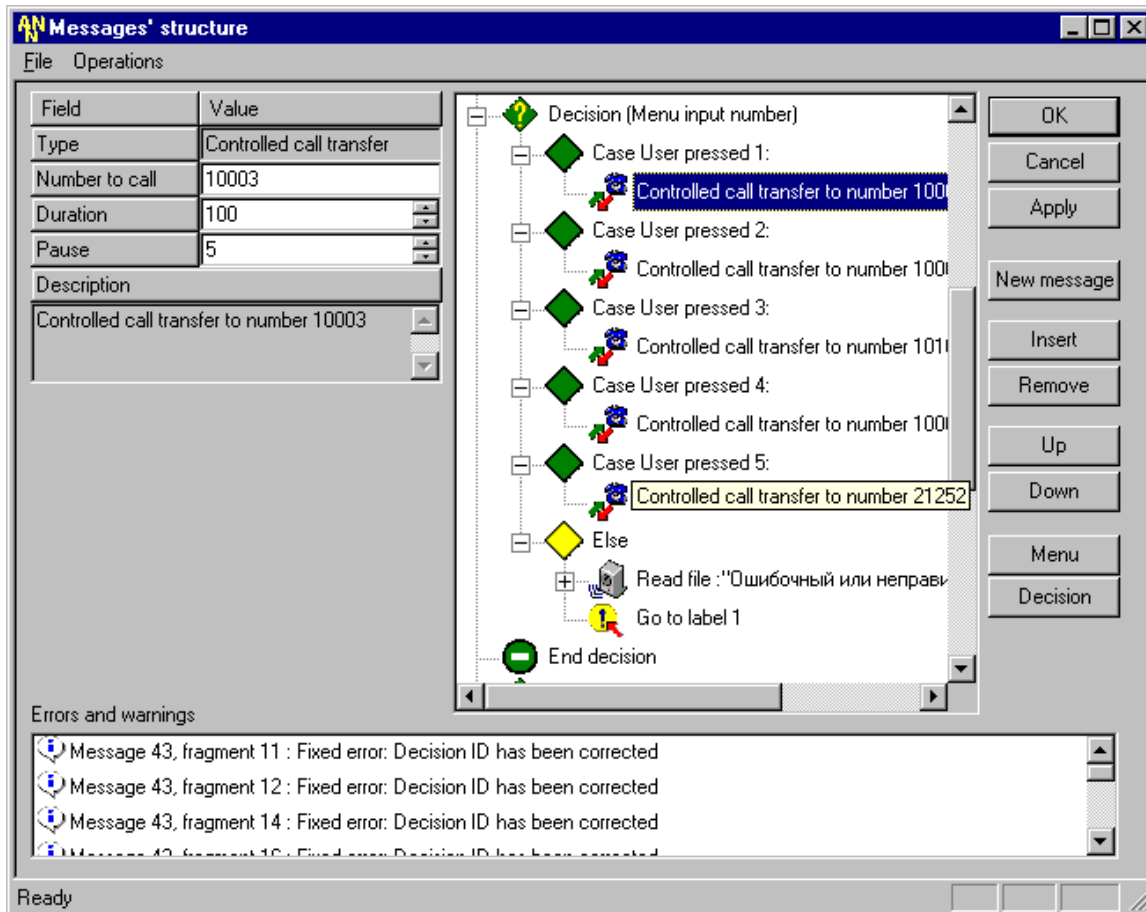 Messages' structure
File Operations
Field Value
Type Controlled call transfer
Number to call 10003
Duration 100
Pause 5
Description
Controlled call transfer to number 10003
Decision (Menu input number)
Case User pressed 1:
Controlled call transfer to number
Case User pressed 2:
Controlled call transfer to number
Case User pressed 3:
Controlled call transfer to number
Case User pressed 4:
Controlled call transfer to number
Case User pressed 5:
Controlled call transfer to number 21252
Else
Read file :"Ошибочный или
Go to label 1
End decision
OK
Cancel
Apply
New message
Insert
Remove
Up
Down
Menu
Decision
Errors and warnings
Message 43, fragment 11 : Fixed error: Decision ID has been corrected
Message 43, fragment 12 : Fixed error: Decision ID has been corrected
Message 43, fragment 14 : Fixed error: Decision ID has been corrected
Ready